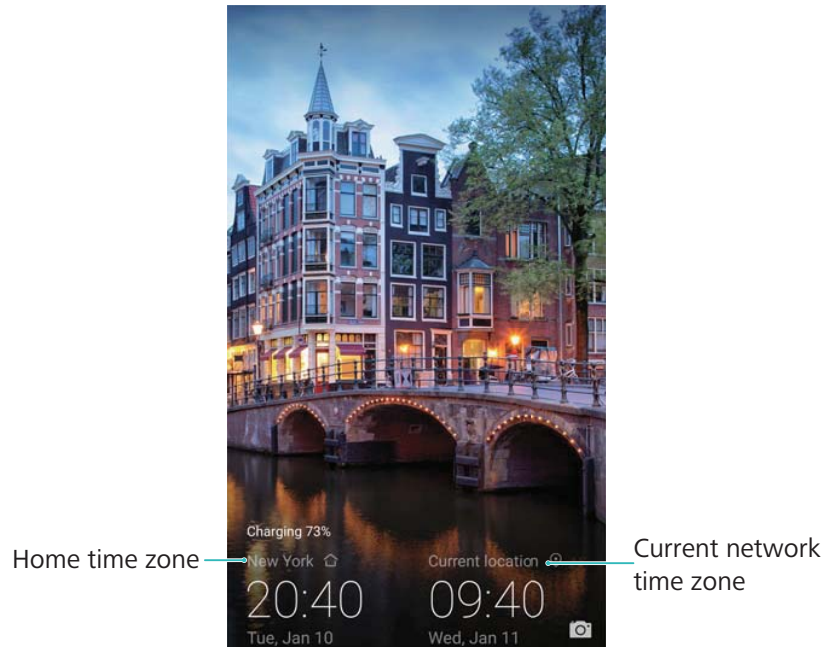 Charging 73%
Home time zone
New York
Current location
Current network
time zone
20:40
09:40
Tue, Jan 10
Wed, Jan 11